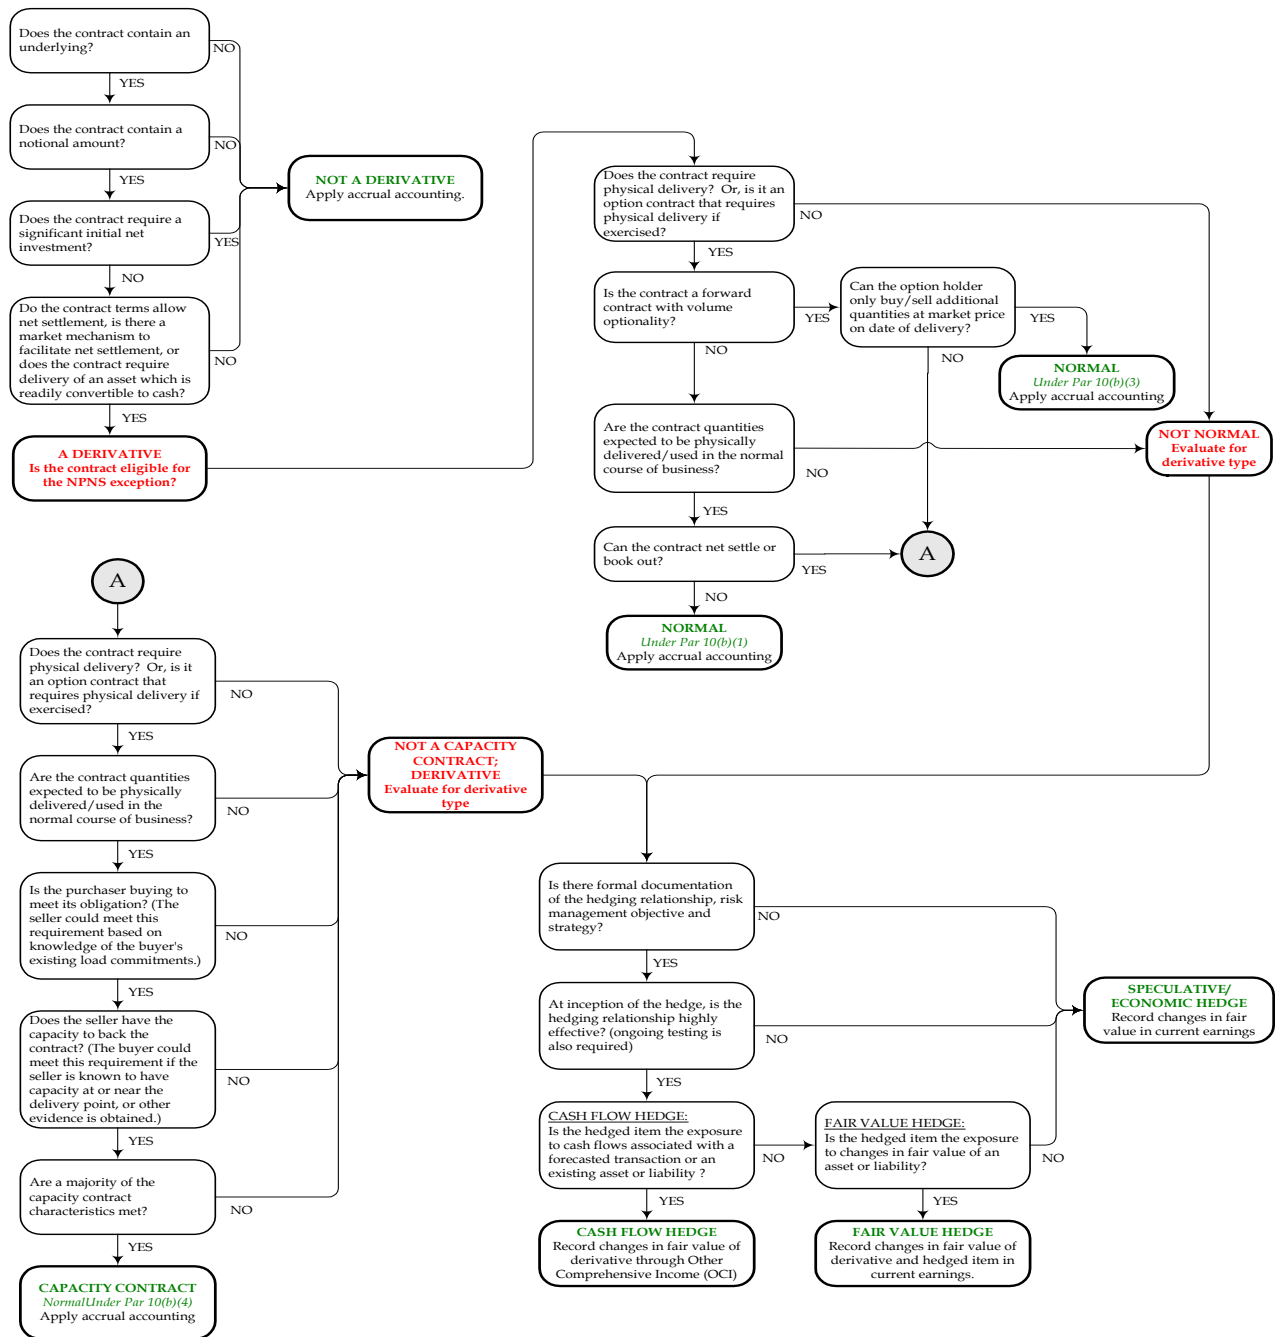 Does the contract contain an
underlying?
NO
YES
Does the contract contain a
notional amount?
NO
YES
Does the contract require a
significant initial net
investment?
YES
NO
Do the contract terms allow
net settlement, is there a
market mechanism to
facilitate net settlement, or
does the contract require
delivery of an asset which is
readily convertible to cash?
NO
YES
A DERIVATIVE
Is the contract eligible for
the NPNS exception?
NOT A DERIVATIVE
Apply accrual accounting.
Does the contract require
physical delivery? Or, is it an
option contract that requires
physical delivery if
exercised?
NO
YES
Is the contract a forward
contract with volume
optionality?
YES
NO
Can the option holder
only buy/sell additional
quantities at market price
on date of delivery?
YES
NO
NORMAL
Under Par 10(b)(3)
Apply accrual accounting
Are the contract quantities
expected to be physically
delivered/used in the normal
course of business?
NO
YES
NOT NORMAL
Evaluate for
derivative type
Can the contract net settle or
book out?
YES
NO
A
NORMAL
Under Par 10(b)(1)
Apply accrual accounting
A
Does the contract require
physical delivery? Or, is it
an option contract that
requires physical delivery if
exercised?
NO
YES
Are the contract quantities
expected to be physically
delivered/used in the
normal course of business?
NO
YES
Is the purchaser buying to
meet its obligation? (The
seller could meet this
requirement based on
knowledge of the buyer's
existing load commitments.)
NO
YES
Does the seller have the
capacity to back the
contract? (The buyer could
meet this requirement if the
seller is known to have
capacity at or near the
delivery point, or other
evidence is obtained.)
NO
YES
Are a majority of the
capacity contract
characteristics met?
NO
YES
CAPACITY CONTRACT
NormalUnder Par 10(b)(4)
Apply accrual accounting
NOT A CAPACITY
CONTRACT;
DERIVATIVE
Evaluate for derivative
type
Is there formal documentation
of the hedging relationship, risk
management objective and
strategy?
NO
YES
At inception of the hedge, is the
hedging relationship highly
effective? (ongoing testing is
also required)
NO
YES
SPECULATIVE/
ECONOMIC HEDGE
Record changes in fair
value in current earnings
CASH FLOW HEDGE:
Is the hedged item the exposure
to cash flows associated with a
forecasted transaction or an
existing asset or liability ?
NO
YES
FAIR VALUE HEDGE:
Is the hedged item the exposure
to changes in fair value of an
asset or liability?
NO
YES
CASH FLOW HEDGE
Record changes in fair value of
derivative through Other
Comprehensive Income (OCI)
FAIR VALUE HEDGE
Record changes in fair value of
derivative and hedged item in
current earnings.